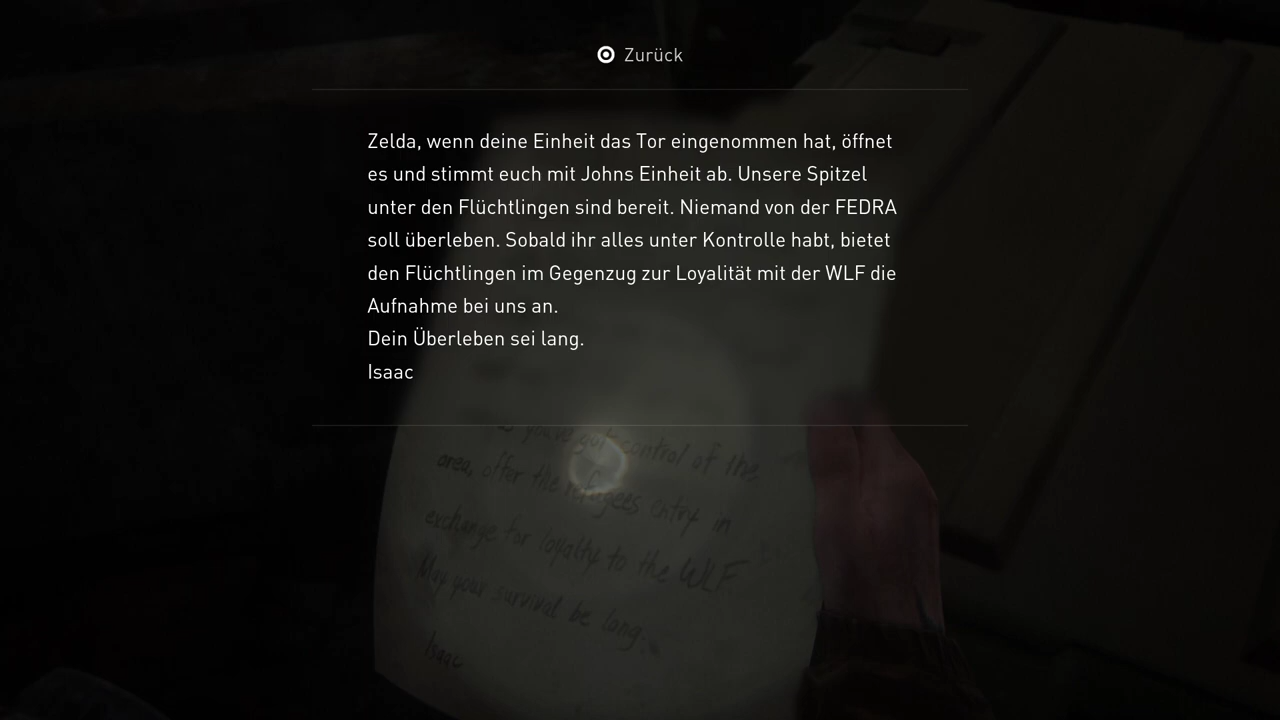 Zurück
Zelda, wenn deine Einheit das Tor eingenommen hat, öffnet
es und stimmt euch mit Johns Einheit ab. Unsere Spitzel
unter den Flüchtlingen sind bereit. Niemand von der FEDRA
soll überleben. Sobald ihr alles unter Kontrolle habt, bietet
den Flüchtlingen im Gegenzug zur Loyalität mit der WLF die
Aufnahme bei uns an.
Dein Überleben sei lang.
Isaac
you've got control of the
area, offer the refugees entry in
exchange for loyalty to the WLF.
May your survival be long.
Isaac